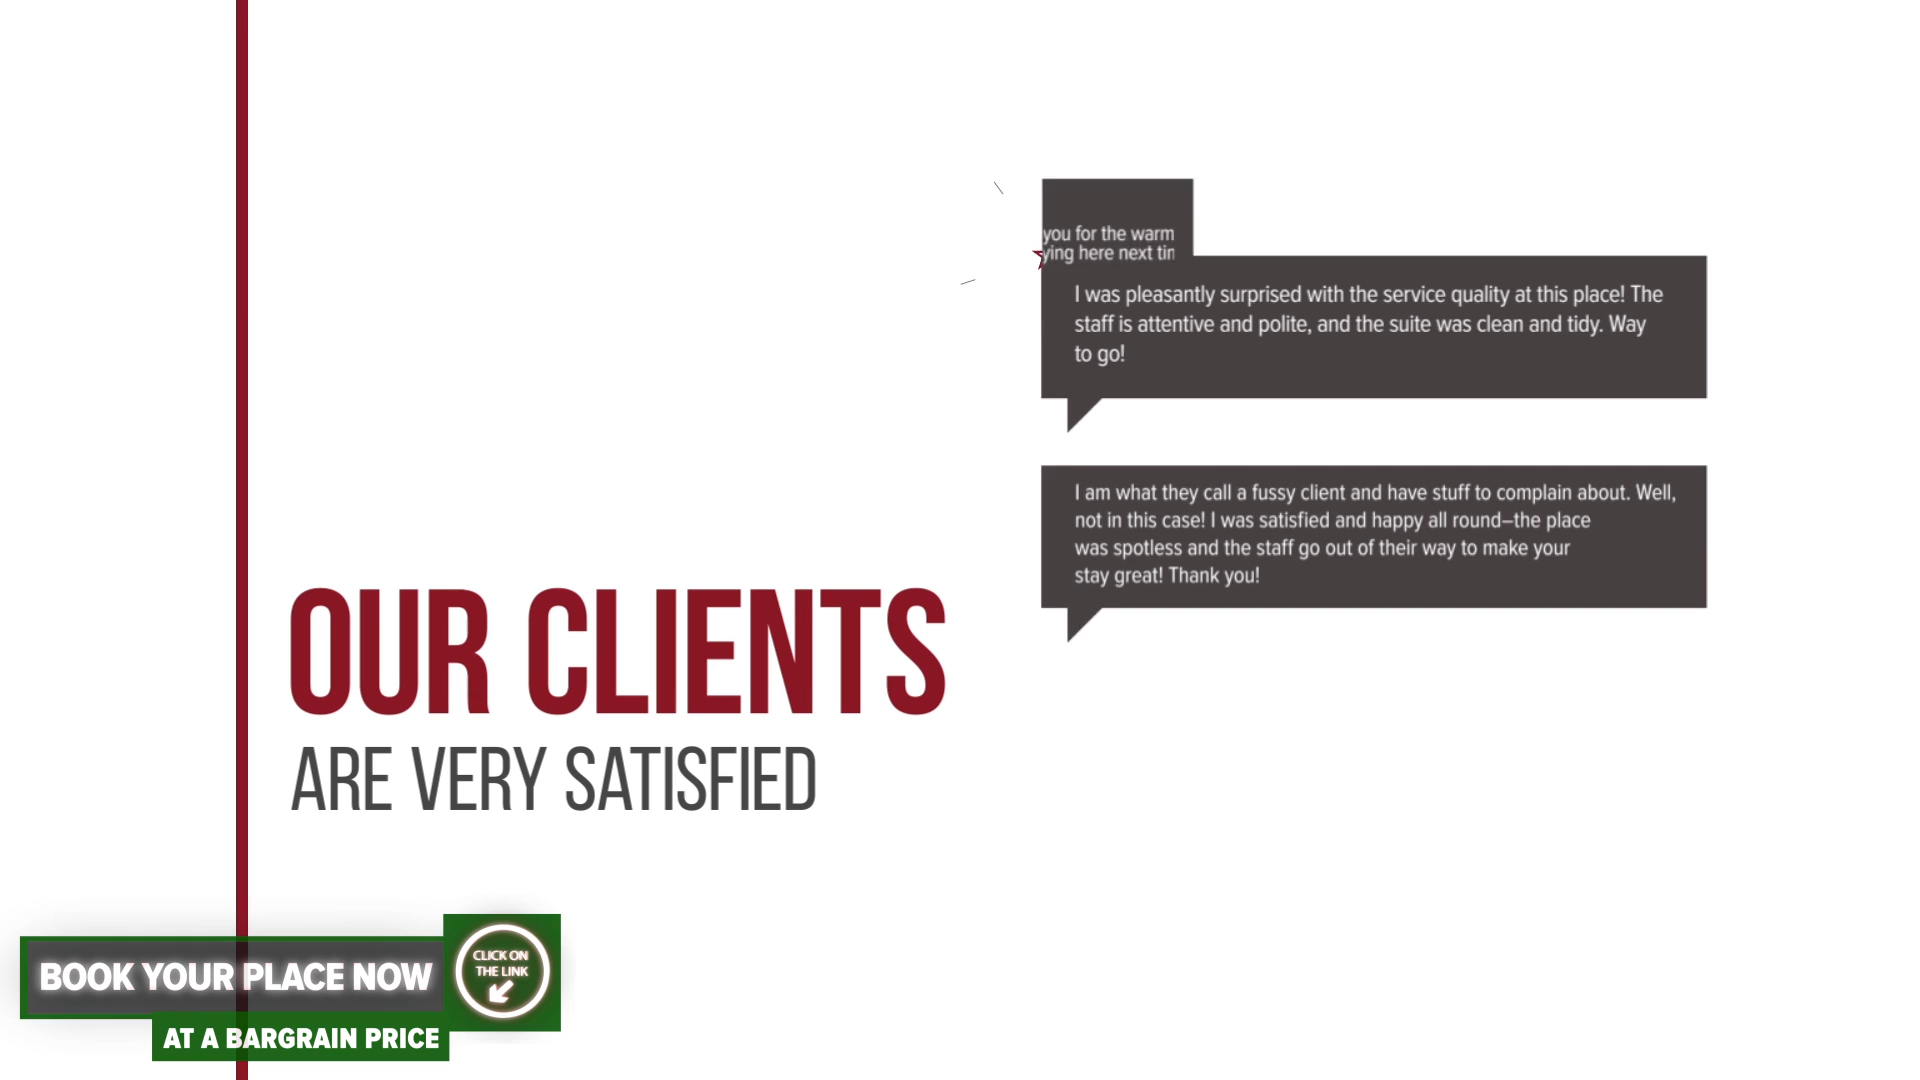 you for the warm
ying here next
I was pleasantly surprised with the service quality at this place! The
staff is attentive and polite, and the suite was clean and tidy. Way
to go!
I am what they call a fussy client and have stuff to complain about. Well,
not in this case! I was satisfied and happy all round–the place
was spotless and the staff go out of their way to make your
stay great! Thank you!
OUR CLIENTS
ARE VERY SATISFIED
BOOK YOUR PLACE NOW
CLICK ON
THE LINK
AT A BARGRAIN PRICE